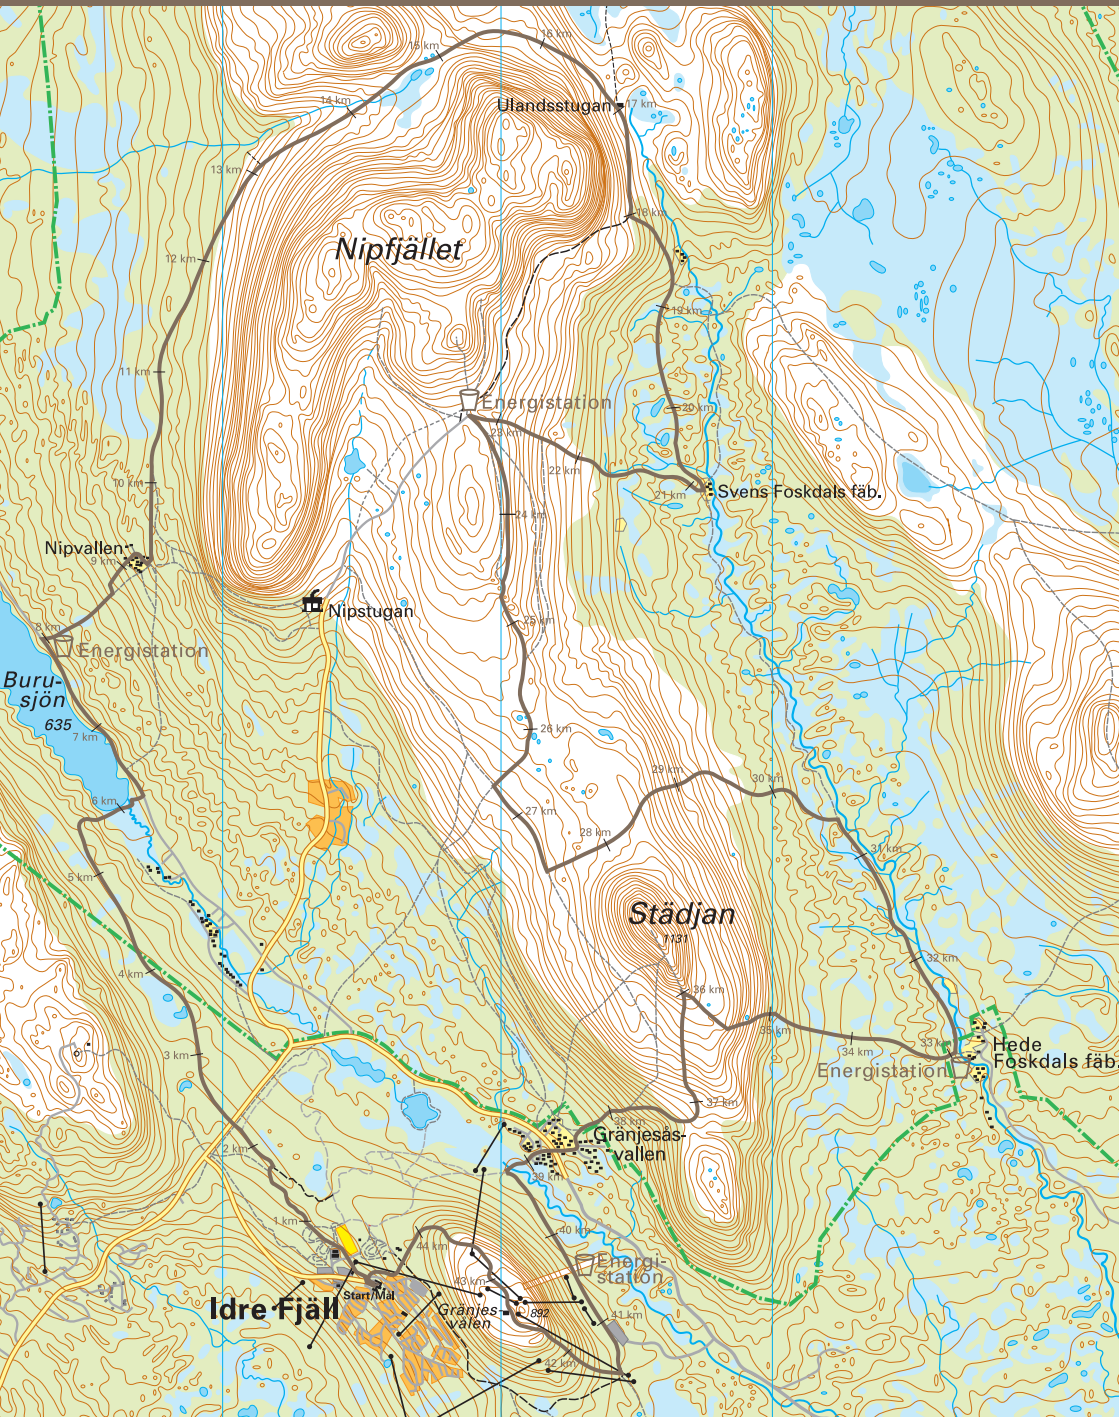 16 km
15 km
14 km
Ulandsstugan
17 km
13 km
18 km
Nipfjället
12 km
19 km
11 km
Energistation
20 km
23 km
22 km
10 km
21 km
Svens Foskdals fäb.
24 km
Nipvallen
9 km
Nipstugan
25 km
8 km
Energistation
Buru-
sjön
635
7 km
26 km
29 km
30 km
6 km
27 km
28 km
31 km
5 km
Städjan
1131
32 km
4 km
36 km
35 km
34 km
33 km
Hede
Foskdals fäb.
Energistation
3 km
37 km
38 km
Gränjesås-
vallen
2 km
39 km
1 km
40 km
44 km
Energi-
station
43 km
Start/Mål
Idre Fjäll
Gränjes-
vålen
892
41 km
42 km